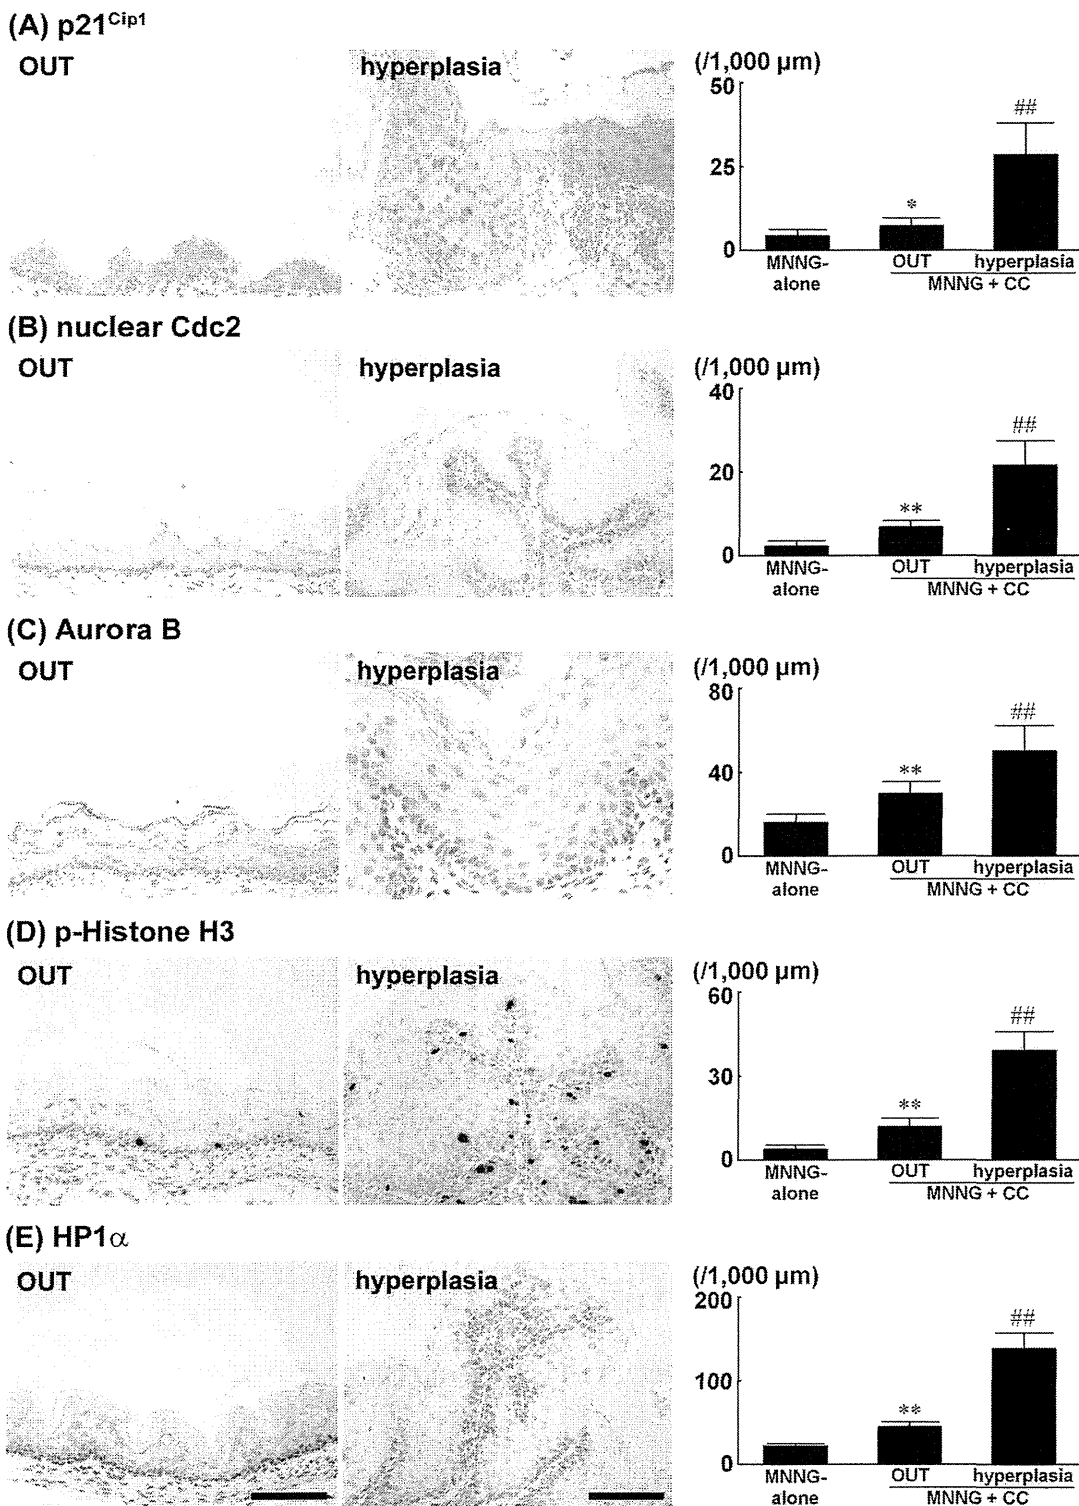 (A) p21Cip1
OUT
hyperplasia
(/1,000 µm)
50
25
0
*
##
MNNG-alone
OUT
hyperplasia
MNNG + CC
(B) nuclear Cdc2
OUT
hyperplasia
(/1,000 µm)
40
20
0
**
##
MNNG-alone
OUT
hyperplasia
MNNG + CC
(C) Aurora B
OUT
hyperplasia
(/1,000 µm)
80
40
0
**
##
MNNG-alone
OUT
hyperplasia
MNNG + CC
(D) p-Histone H3
OUT
hyperplasia
(/1,000 µm)
60
30
0
**
##
MNNG-alone
OUT
hyperplasia
MNNG + CC
(E) HP1α
OUT
hyperplasia
(/1,000 µm)
200
100
0
**
##
MNNG-alone
OUT
hyperplasia
MNNG + CC